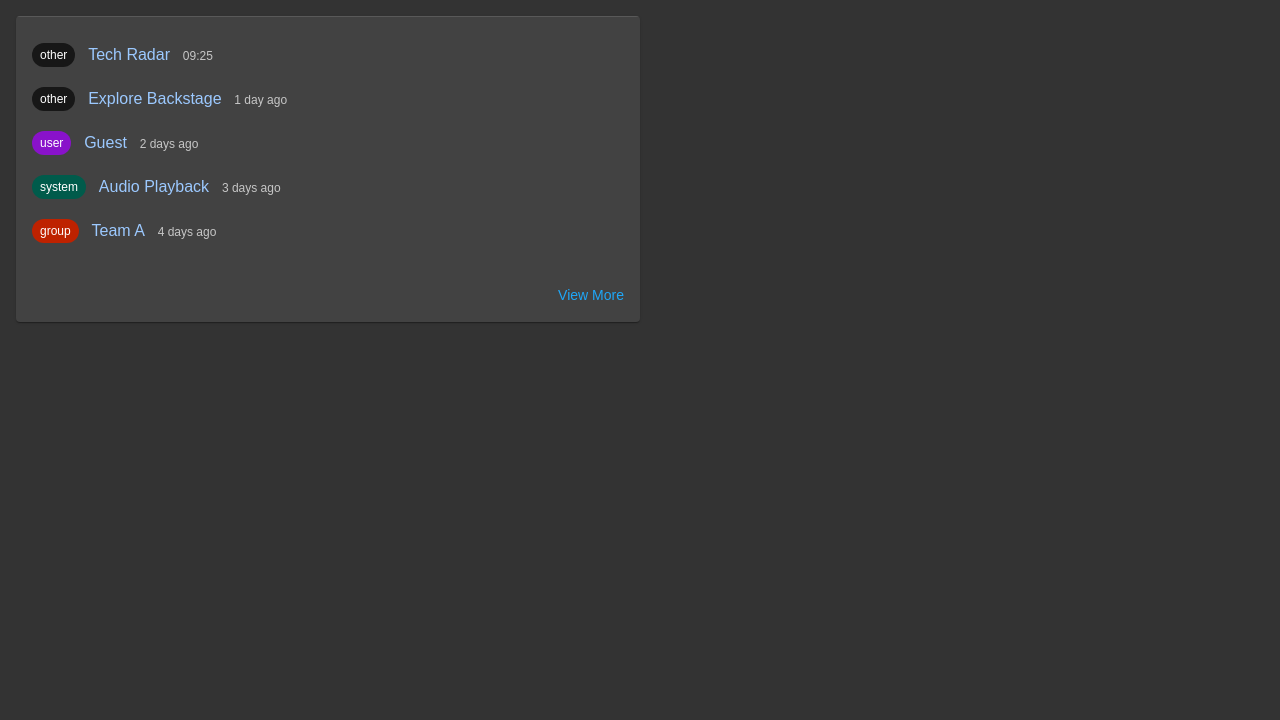 other Tech Radar 09:25
other Explore Backstage 1 day ago
user Guest 2 days ago
system Audio Playback 3 days ago
group Team A 4 days ago
View More